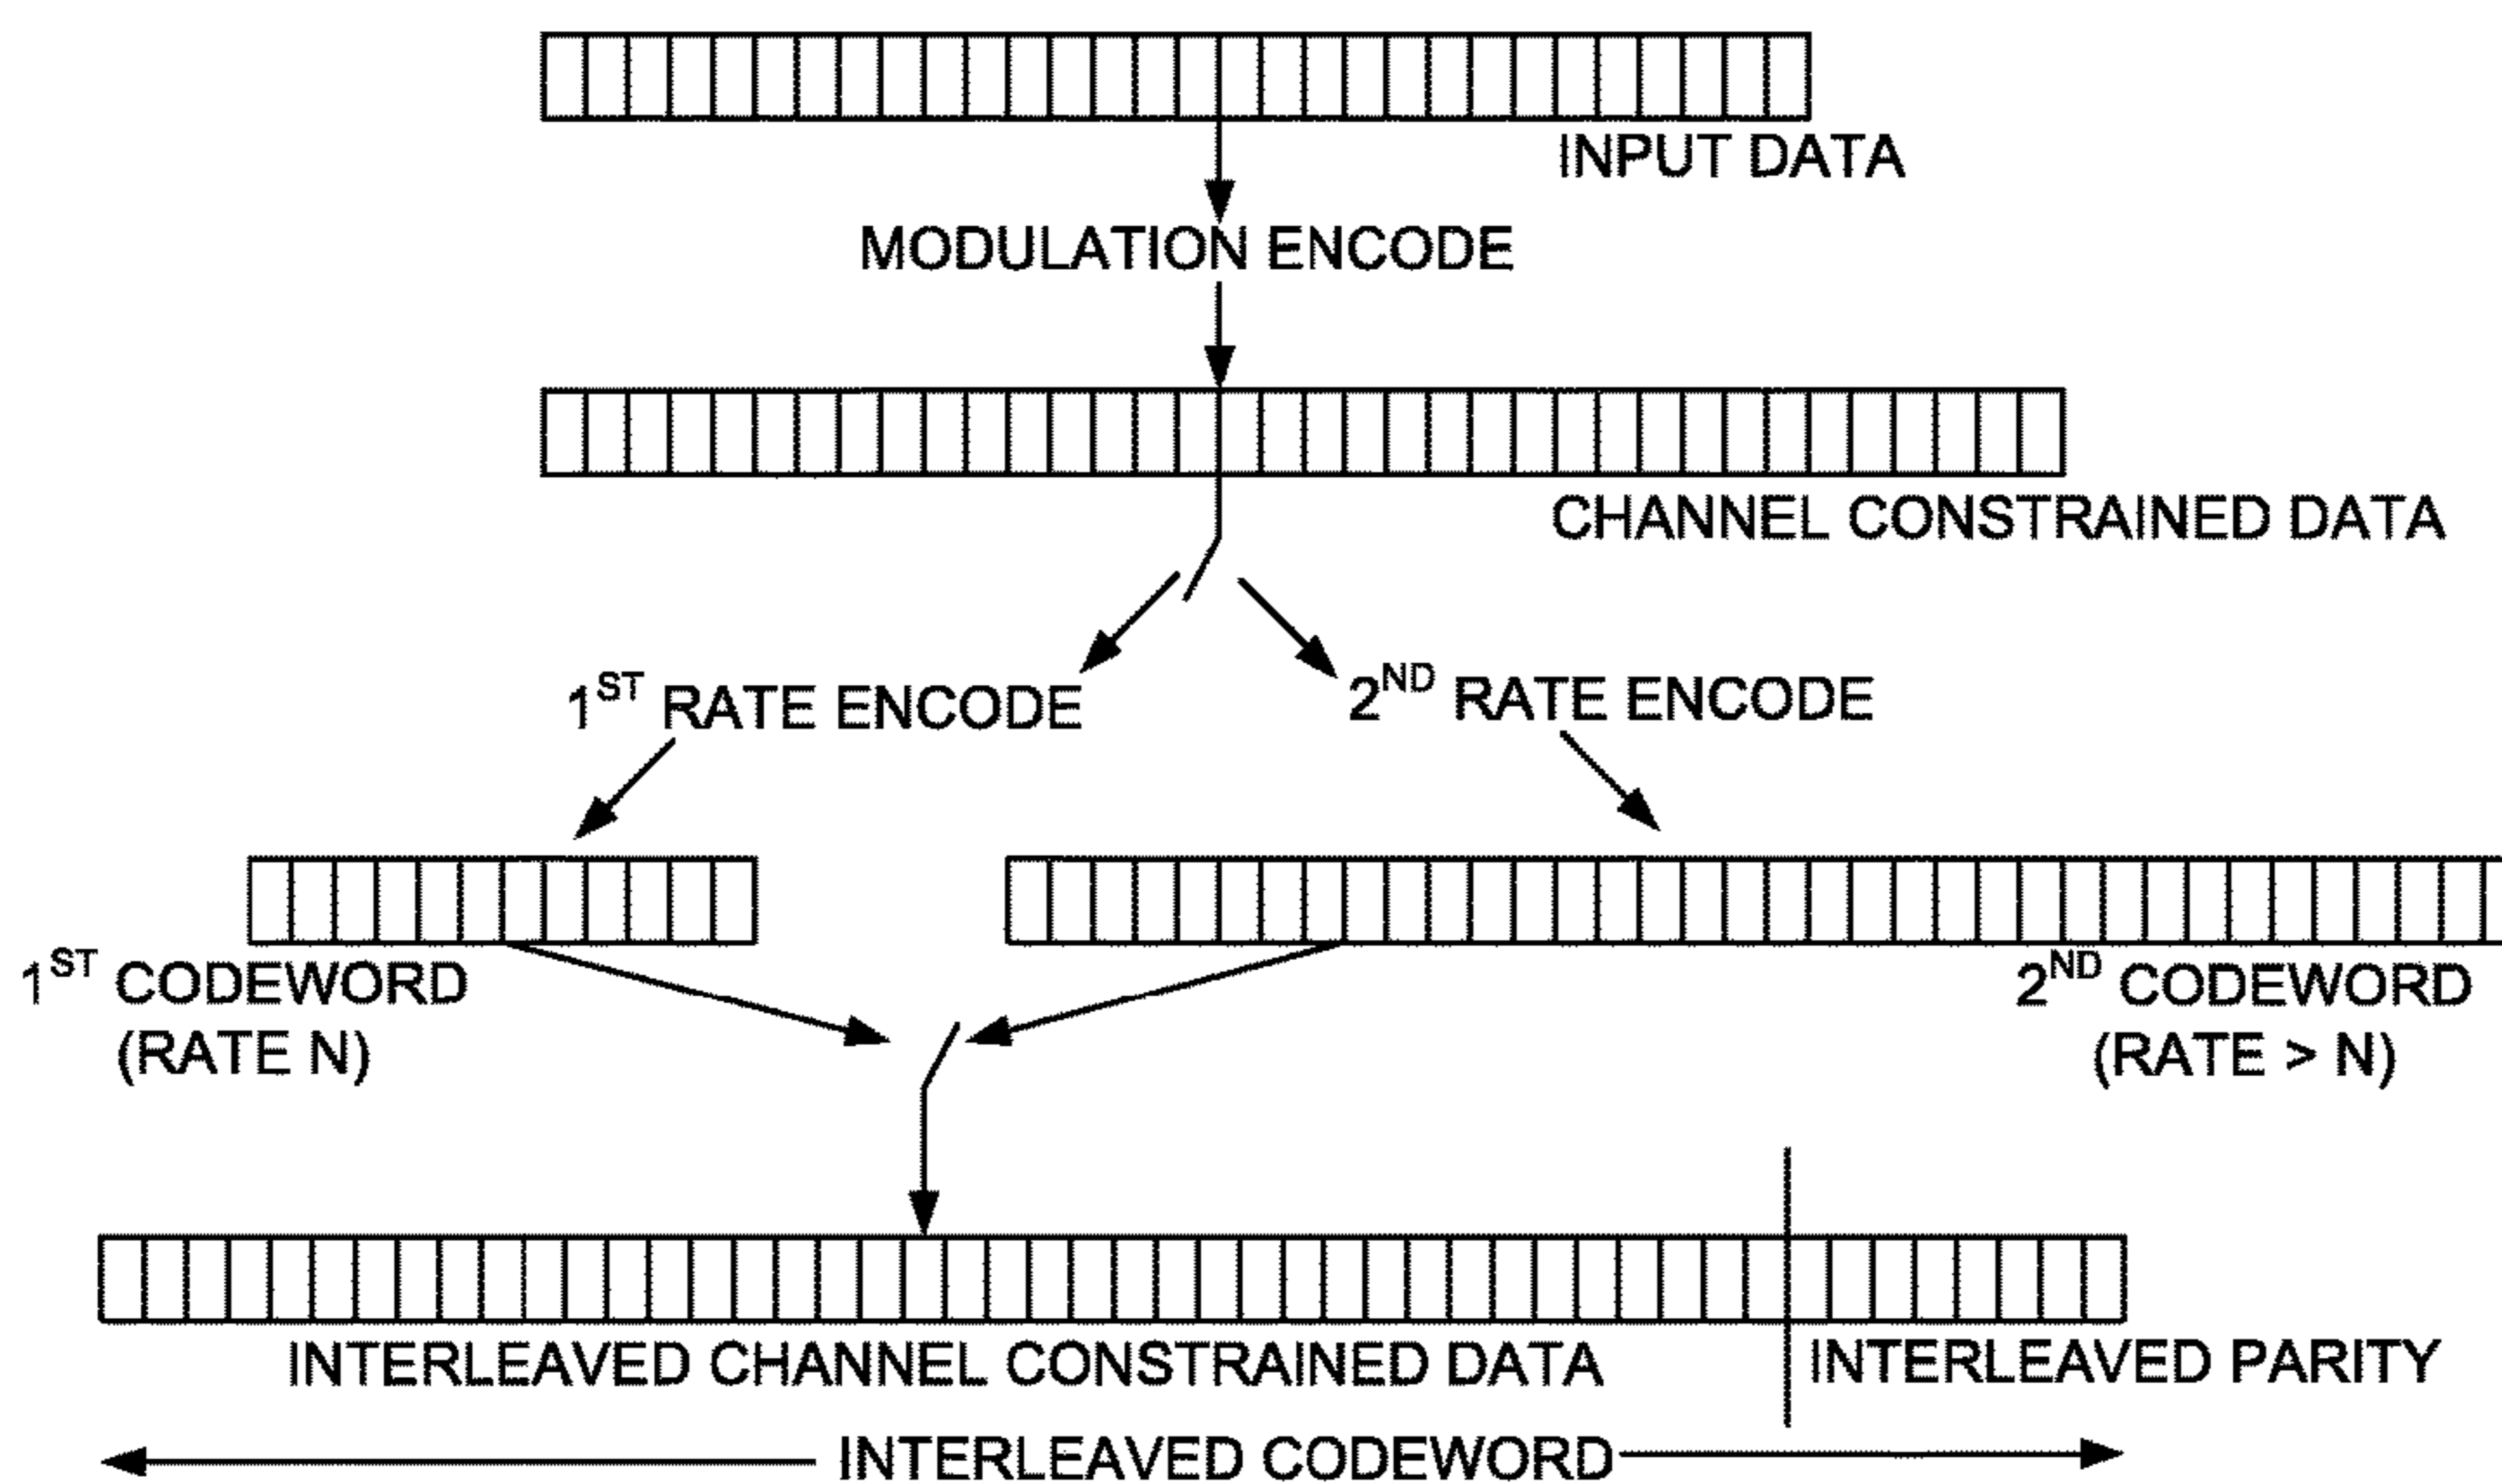 INPUT DATA
MODULATION ENCODE
CHANNEL CONSTRAINED DATA
1ST RATE ENCODE
2ND RATE ENCODE
1ST CODEWORD
(RATE N)
2ND CODEWORD
(RATE > N)
INTERLEAVED CHANNEL CONSTRAINED DATA
INTERLEAVED PARITY
INTERLEAVED CODEWORD